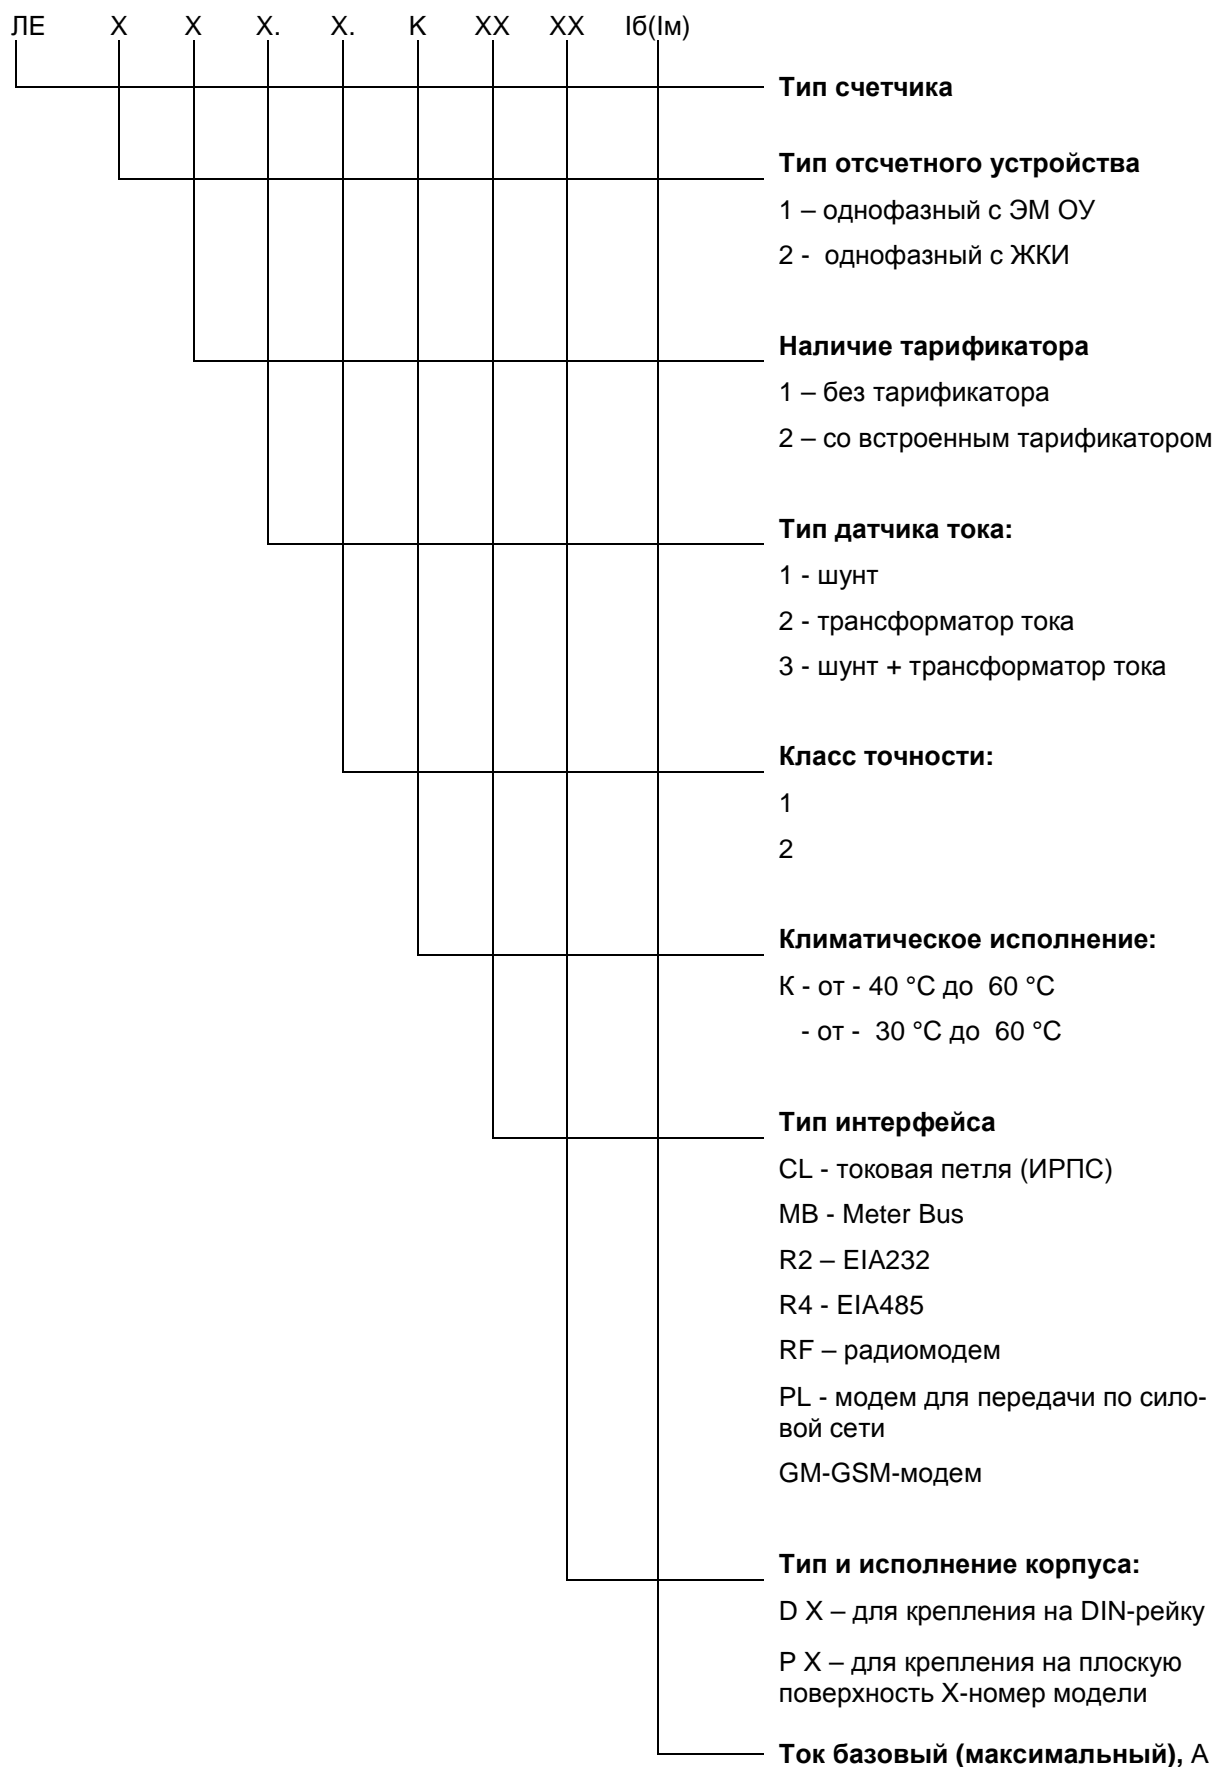 ЛЕ X X X. X. К XX XX Iб(Iм)
Тип счетчика
Тип отсчетного устройства
1 – однофазный с ЭМ ОУ
2 - однофазный с ЖКИ
Наличие тарификатора
1 – без тарификатора
2 – со встроенным тарификатором
Тип датчика тока:
1 - шунт
2 - трансформатор тока
3 - шунт + трансформатор тока
Класс точности:
1
2
Климатическое исполнение:
К - от - 40 °С до 60 °С
- от - 30 °С до 60 °С
Тип интерфейса
CL - токовая петля (ИРПС)
MB - Meter Bus
R2 – EIA232
R4 - EIA485
RF – радиомодем
PL - модем для передачи по сило-
вой сети
GM-GSM-модем
Тип и исполнение корпуса:
D X – для крепления на DIN-рейку
P X – для крепления на плоскую
поверхность X-номер модели
Ток базовый (максимальный), А